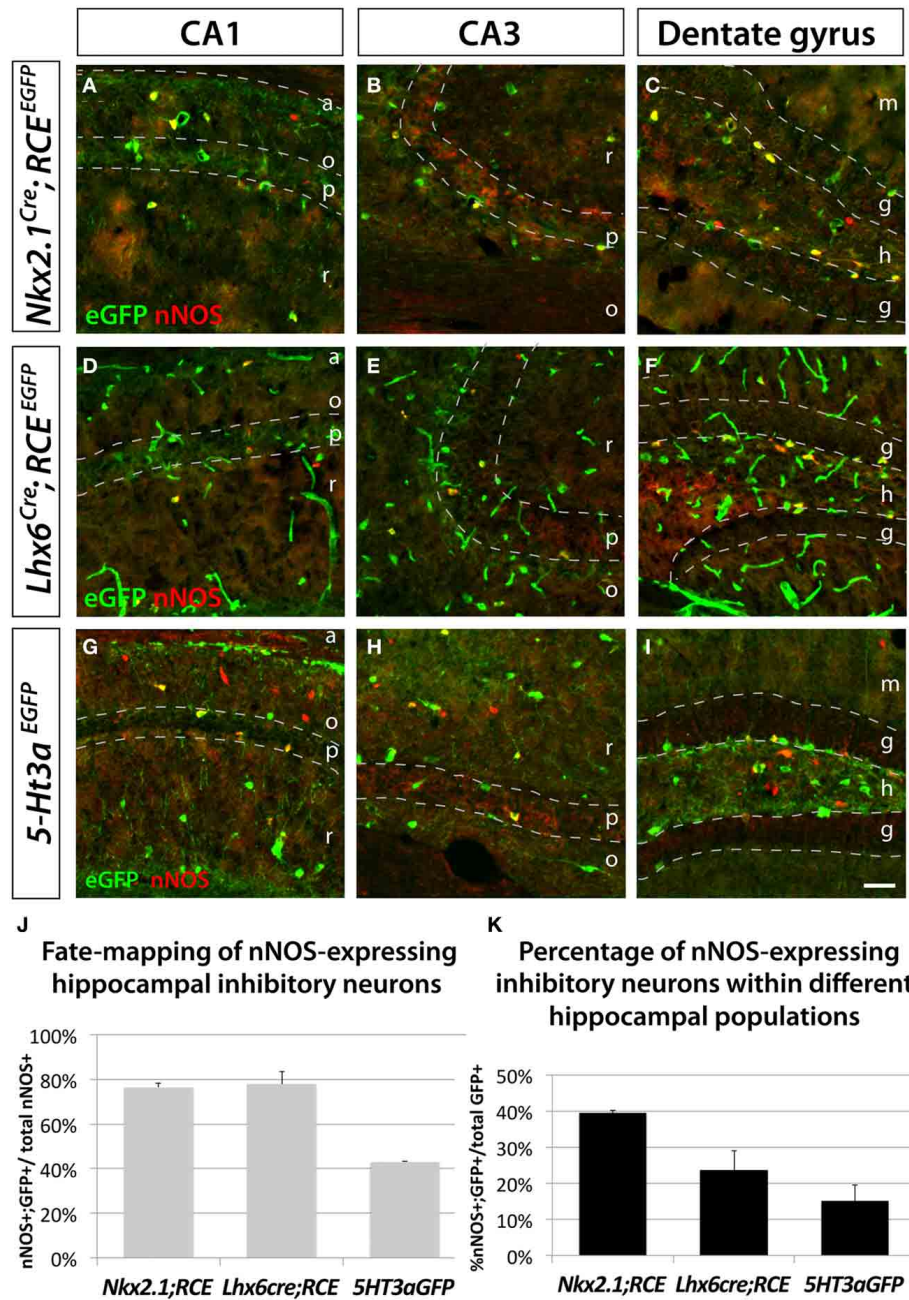 CA1 CA3 Dentate gyrus
Nkx2.1Cre; RCEEGFP
A a o p r eGFP nNOS
B r p o
C m g h g
Lhx6Cre; RCEEGFP
D a o p r eGFP nNOS
E r p o
F g h g
5-Ht3a EGFP
G a o p r eGFP nNOS
H r p o
I m g h g
J
Fate-mapping of nNOS-expressing
hippocampal inhibitory neurons
nNOS+;GFP+/ total nNOS+
100%
80%
60%
40%
20%
0%
Nkx2.1;RCE Lhx6cre;RCE 5HT3aGFP
K
Percentage of nNOS-expressing
inhibitory neurons within different
hippocampal populations
%nNOS+;GFP+/total GFP+
50%
40%
30%
20%
10%
0%
Nkx2.1;RCE Lhx6cre;RCE 5HT3aGFP